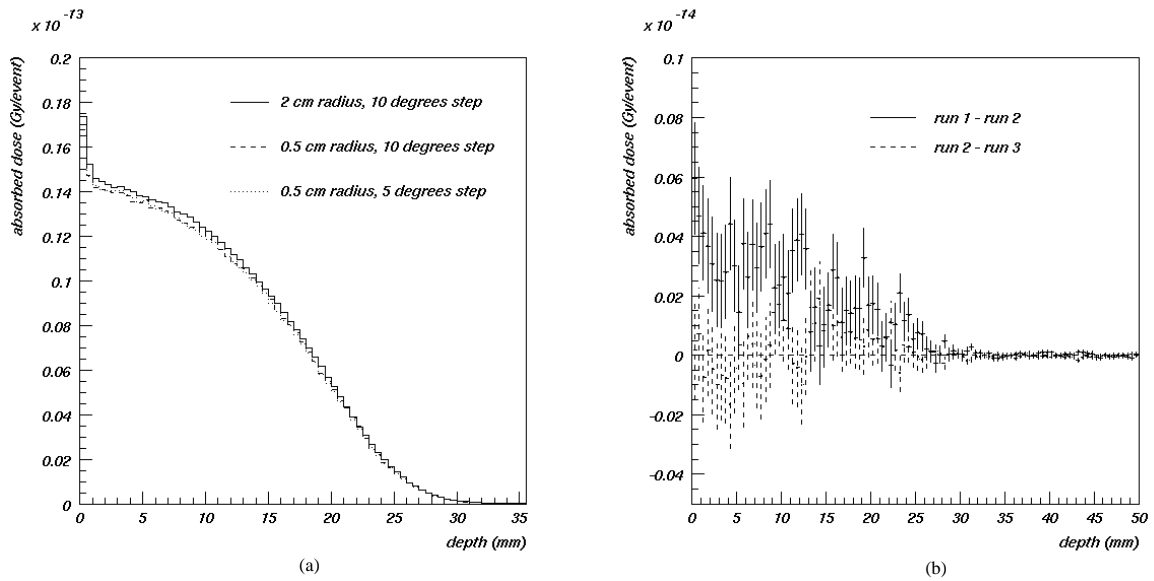 x 10 -13
absorbed dose (Gy/event)
0.2
0.18
0.16
0.14
0.12
0.1
0.08
0.06
0.04
0.02
0
2 cm radius, 10 degrees step
0.5 cm radius, 10 degrees step
0.5 cm radius, 5 degrees step
0 5 10 15 20 25 30 35
depth (mm)
(a)
x 10 -14
absorbed dose (Gy/event)
0.1
0.08
0.06
0.04
0.02
0
-0.02
-0.04
run 1 - run 2
run 2 - run 3
0 5 10 15 20 25 30 35 40 45 50
depth (mm)
(b)